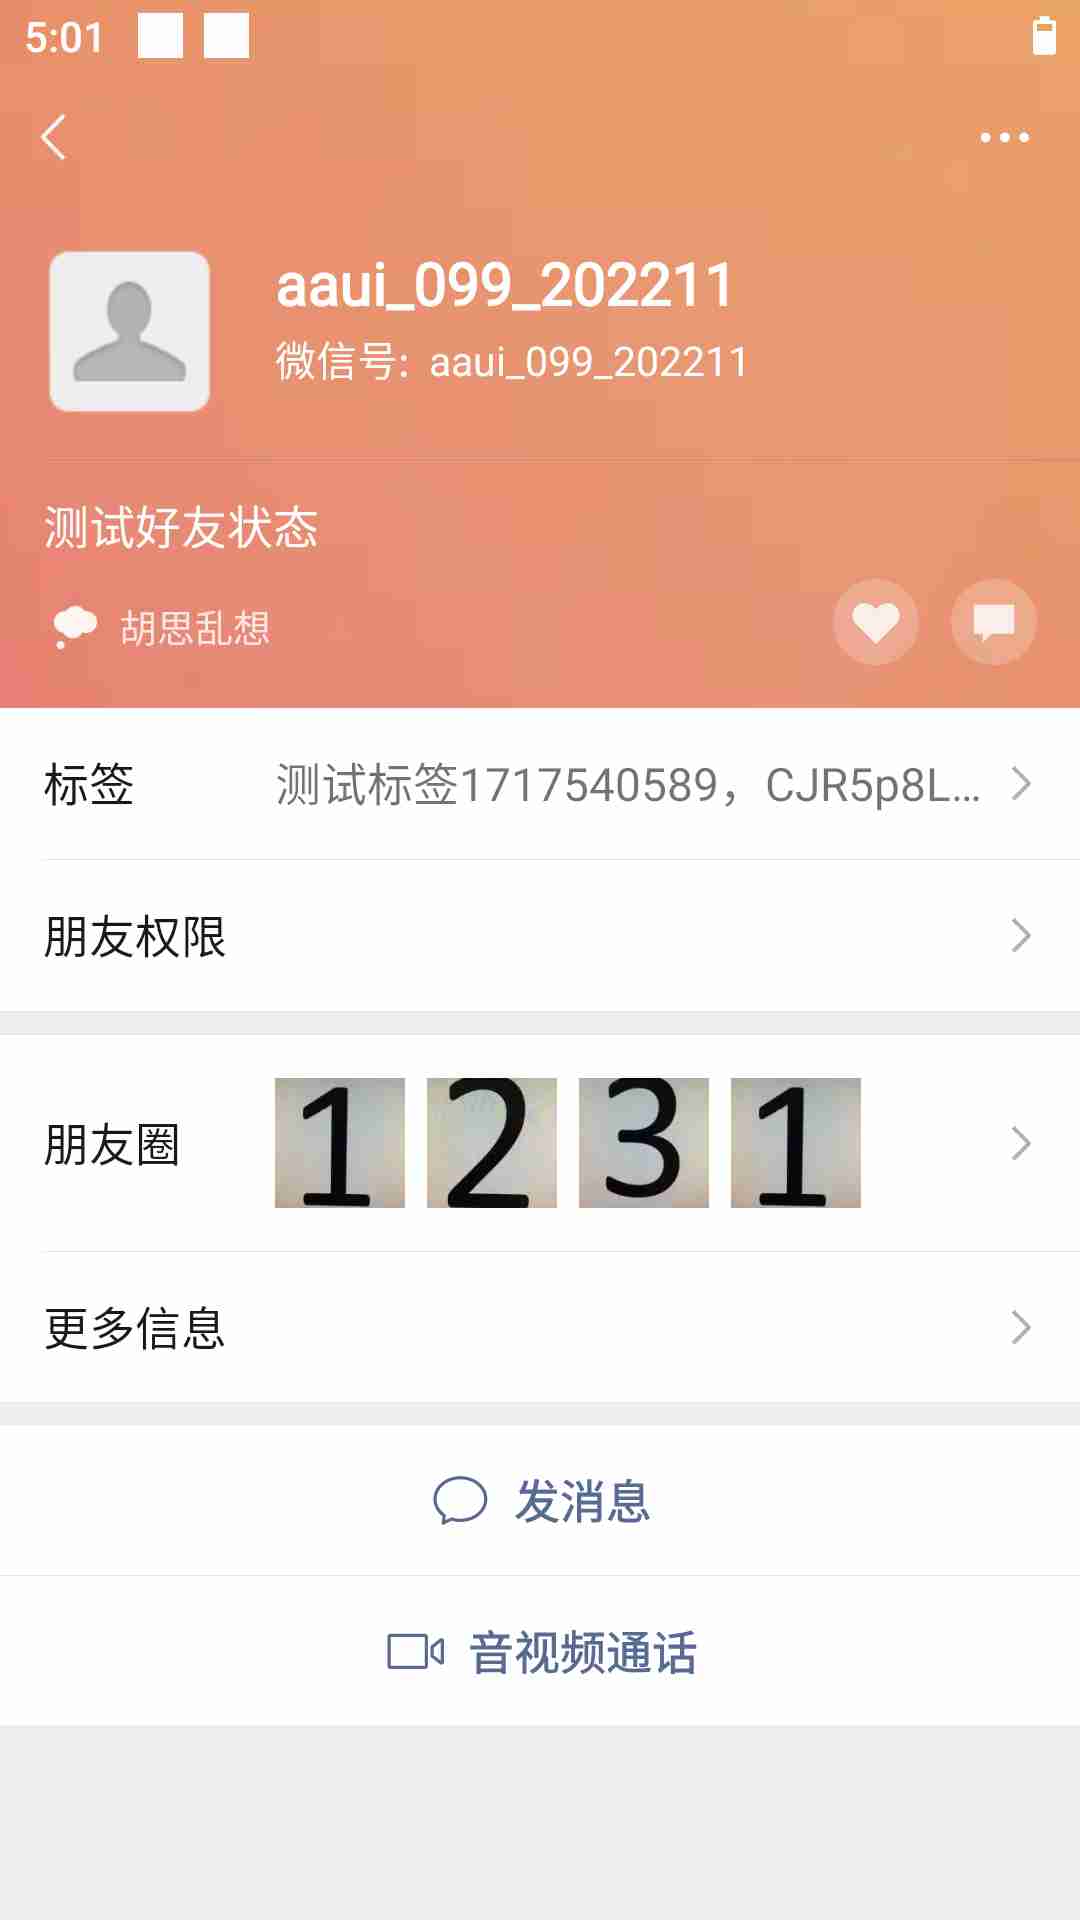 5:01
aaui_099_202211
微信号: aaui_099_202211
测试好友状态
胡思乱想
标签 测试标签1717540589，CJR5p8L...
朋友权限
朋友圈 1 2 3 1
更多信息
发消息
音视频通话